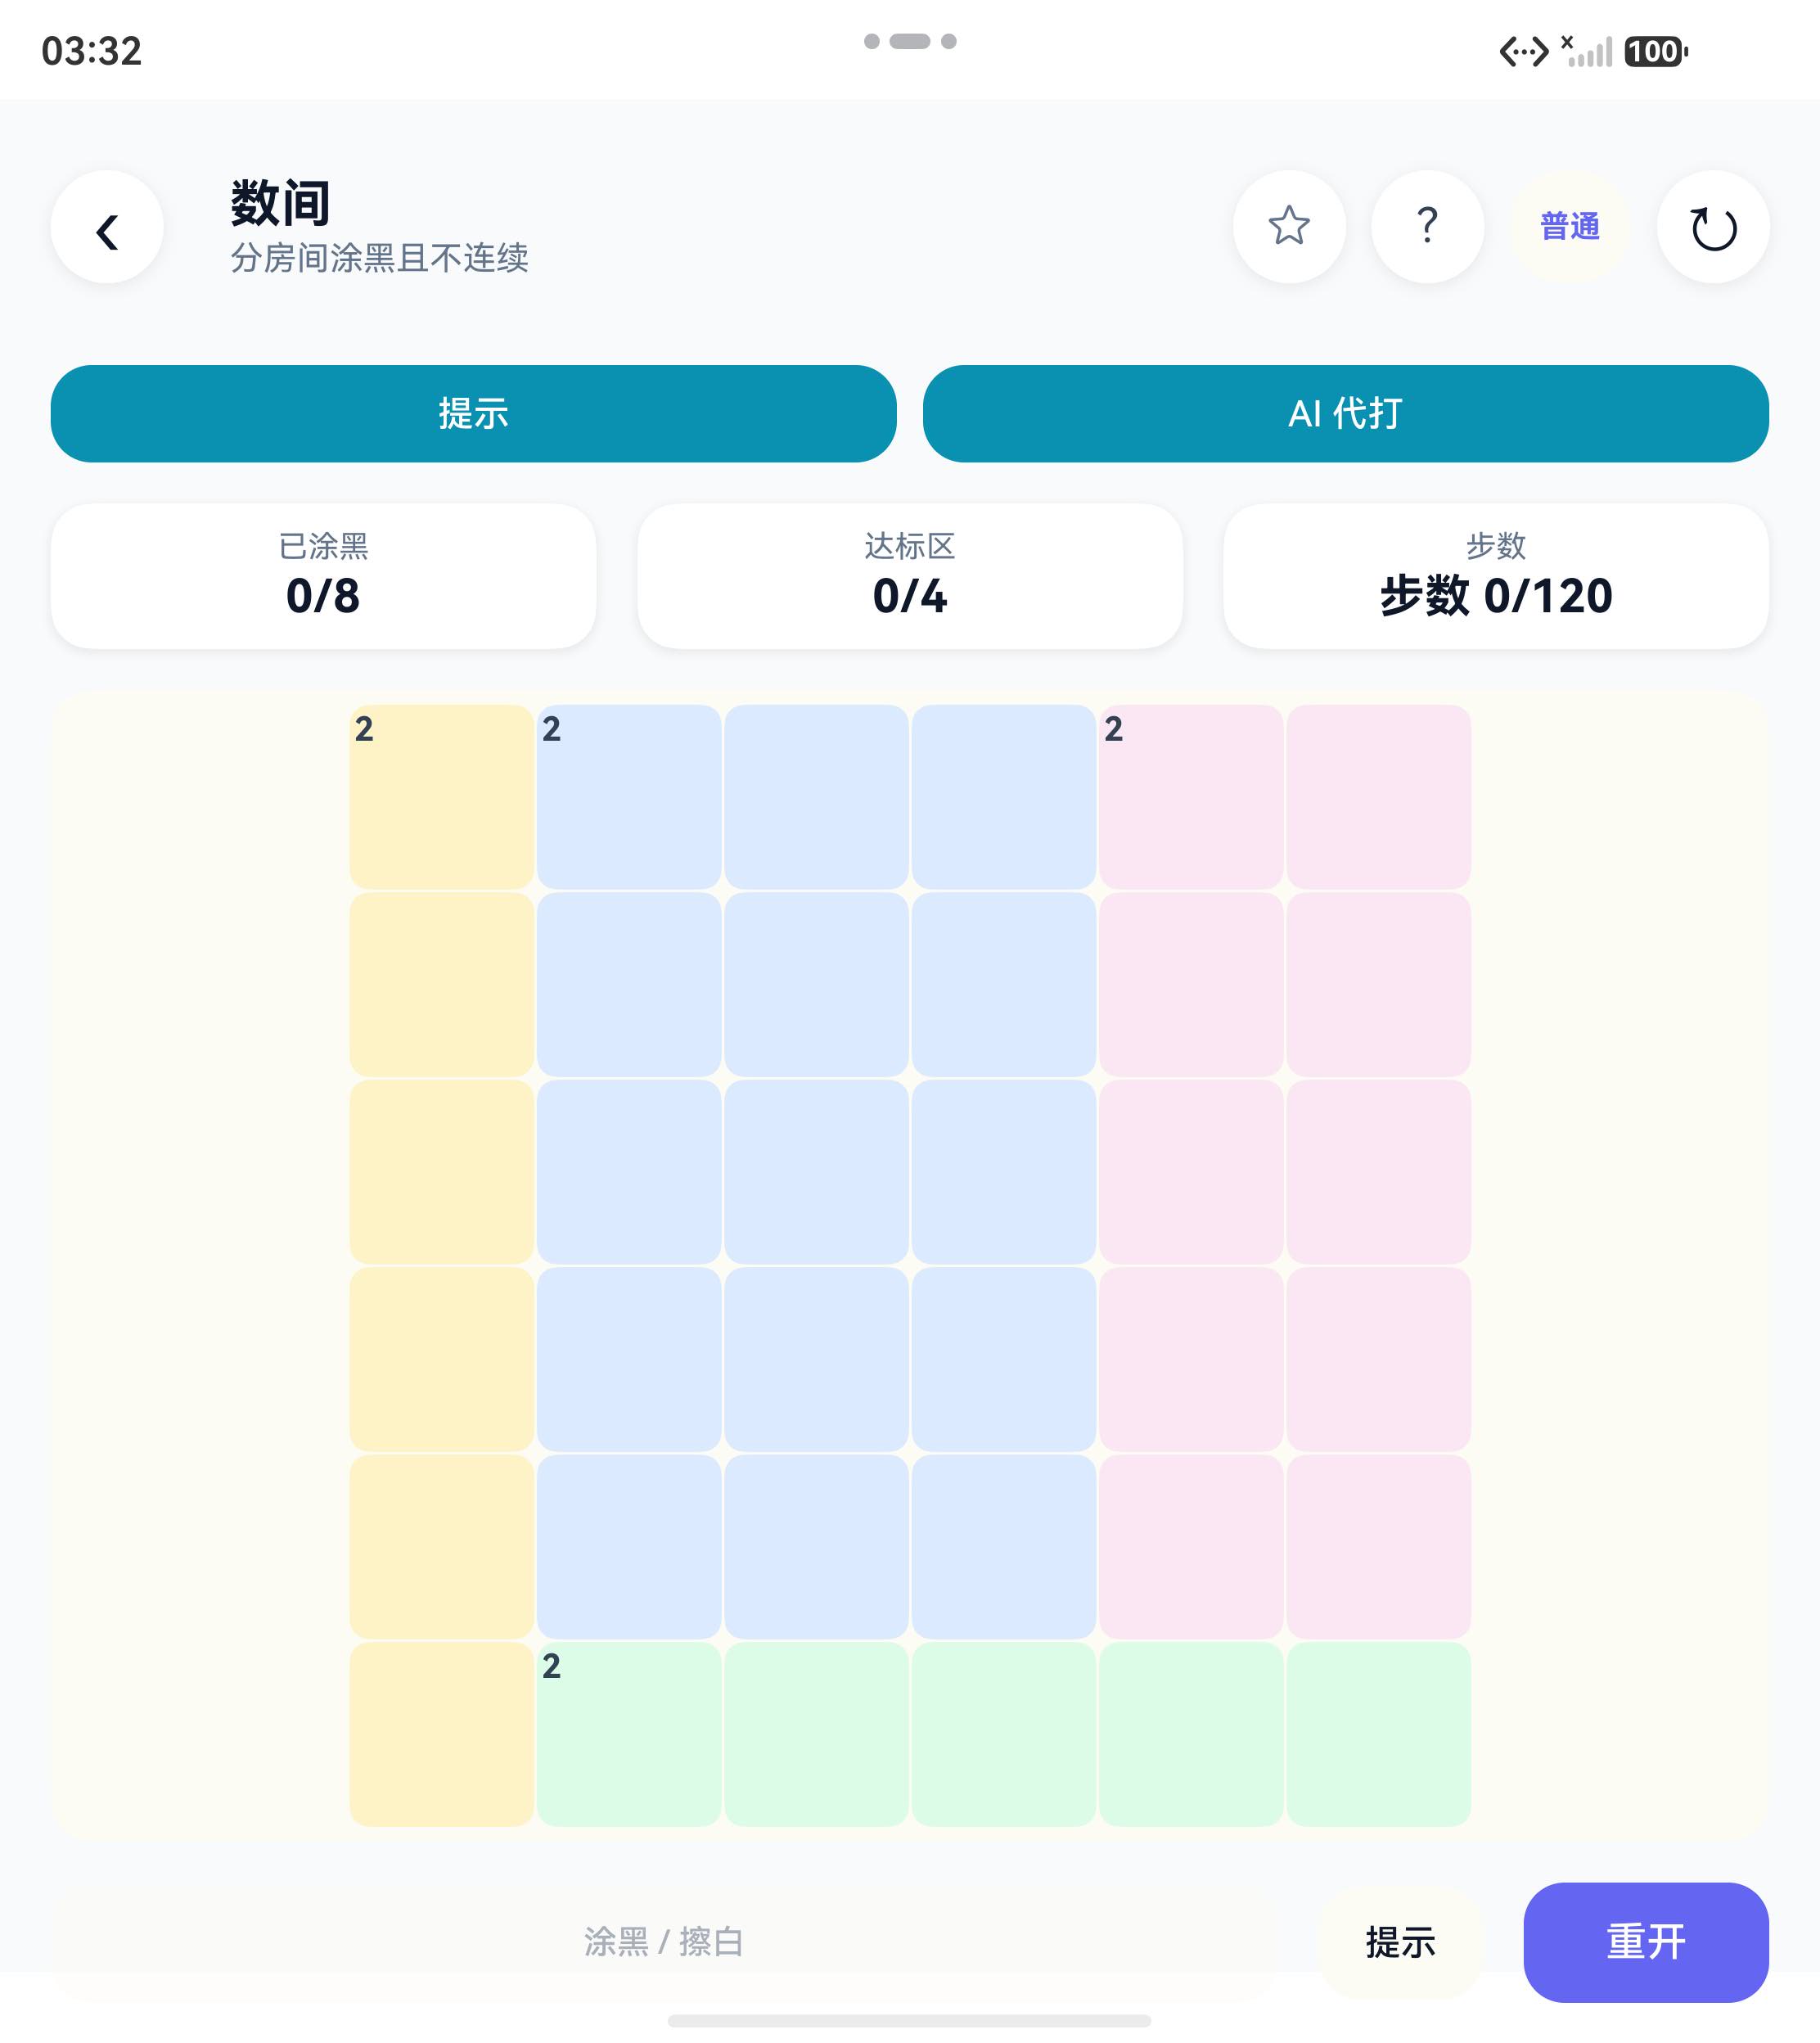 03:32
100
数间
分房间涂黑且不连续
?
普通
提示
AI 代打
已涂黑
0/8
达标区
0/4
步数
步数 0/120
2
2
2
2
涂黑 / 擦白
提示
重开